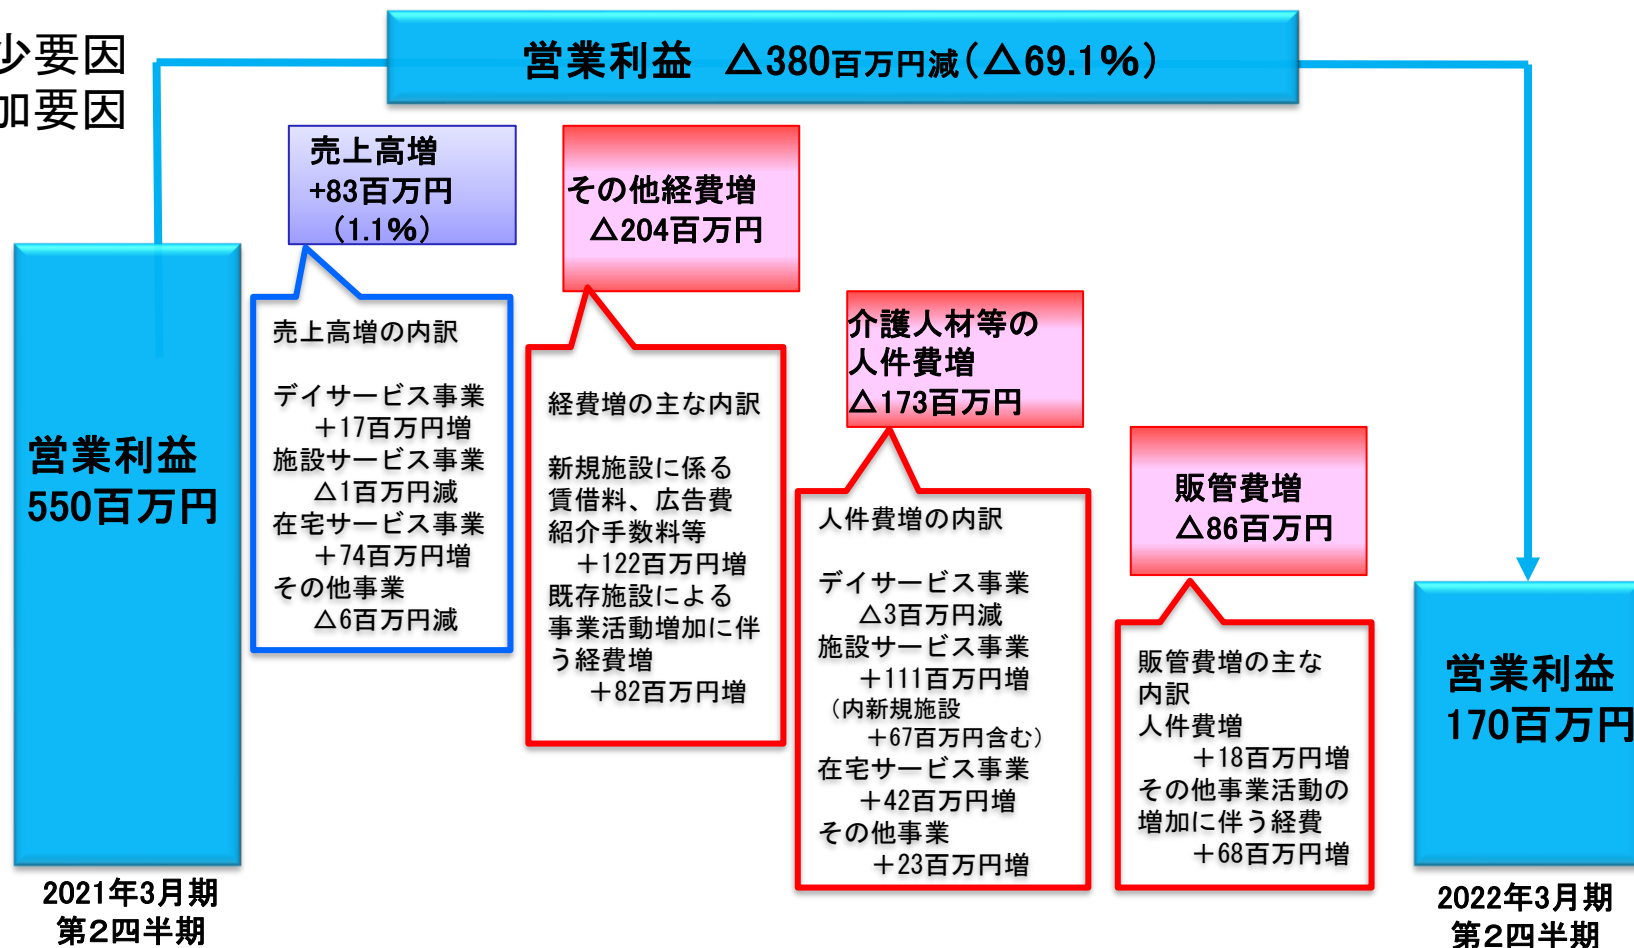 少要因
加要因
営業利益 △380百万円減(△69.1%)
売上高増
+83百万円
(1.1%)
その他経費増
△204百万円
介護人材等の
人件費増
△173百万円
販管費増
△86百万円
営業利益
550百万円
売上高増の内訳
デイサービス事業
+17百万円増
施設サービス事業
△1百万円減
在宅サービス事業
+74百万円増
その他事業
△6百万円減
経費増の主な内訳
新規施設に係る
賃借料、広告費
紹介手数料等
+122百万円増
既存施設による
事業活動増加に伴
う経費増
+82百万円増
人件費増の内訳
デイサービス事業
△3百万円減
施設サービス事業
+111百万円増
(内新規施設
+67百万円含む)
在宅サービス事業
+42百万円増
その他事業
+23百万円増
販管費増の主な
内訳
人件費増
+18百万円増
その他事業活動の
増加に伴う経費
+68百万円増
営業利益
170百万円
2021年3月期
第2四半期
2022年3月期
第2四半期